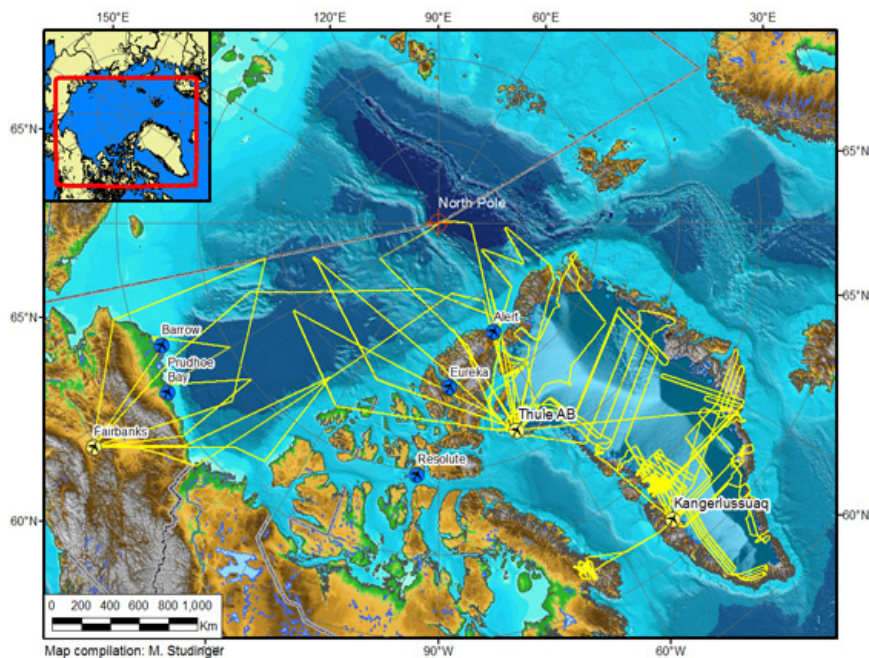 150°W
120°W
90°W
60°W
30°W
65°N
65°N
North Pole
65°N
65°N
Alert
Barrow
Prudhoe
Bay
Eureka
Thule AB
Fairbanks
Resolute
Kangerlussuaq
60°N
60°N
0 200 400 600 800 1,000
Km
90°W
60°W
Map compilation: M. Studinger